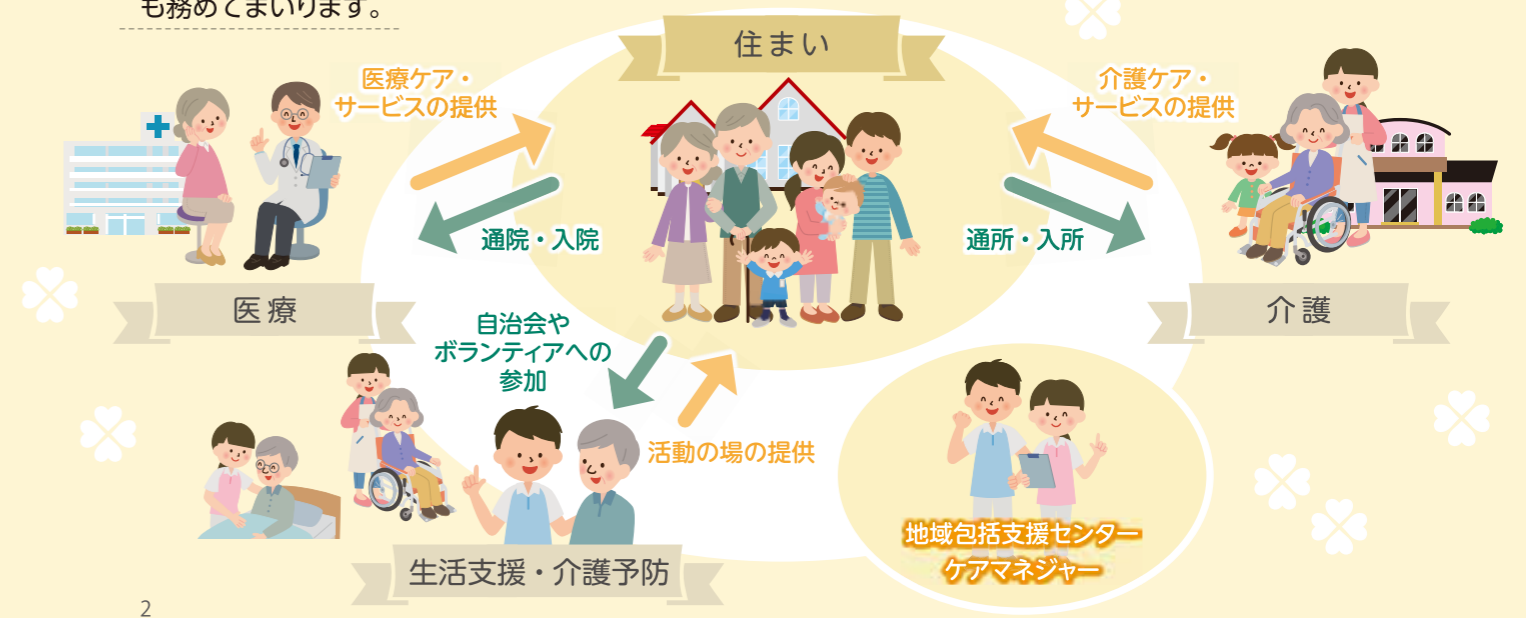 も務めてまいります。
住まい
医療ケア・
サービスの提供
介護ケア・
サービスの提供
通院・入院
通所・入所
医療
介護
自治会や
ボランティアへの
参加
活動の場の提供
地域包括支援センター
ケアマネジャー
生活支援・介護予防
2